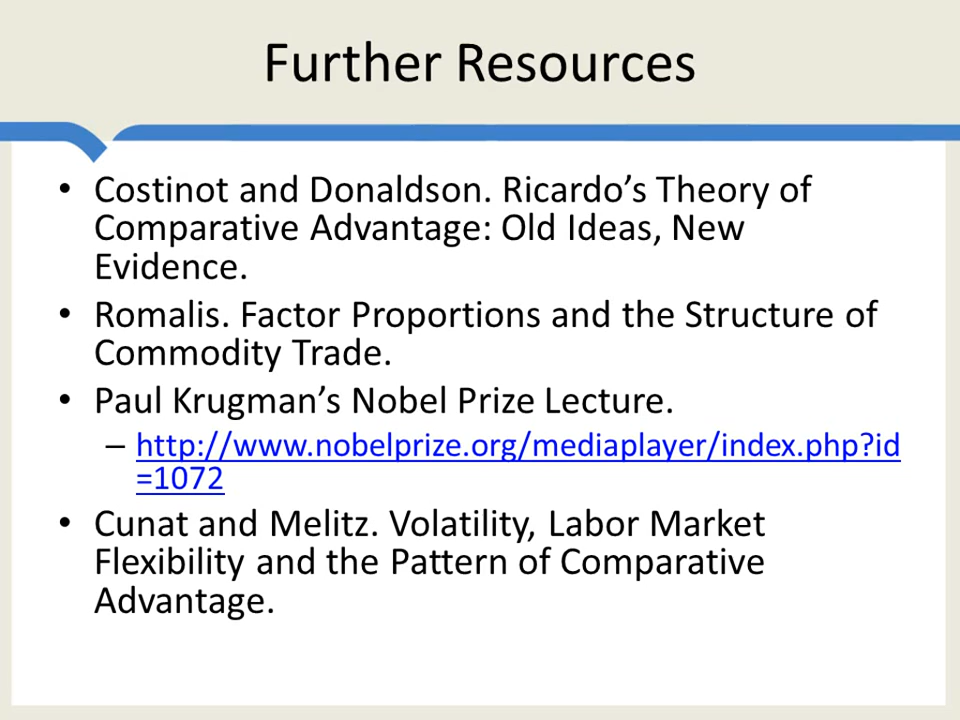 Further Resources
• Costinot and Donaldson. Ricardo’s Theory of
Comparative Advantage: Old Ideas, New
Evidence.
• Romalis. Factor Proportions and the Structure of
Commodity Trade.
• Paul Krugman’s Nobel Prize Lecture.
– http://www.nobelprize.org/mediaplayer/index.php?id
=1072
• Cunat and Melitz. Volatility, Labor Market
Flexibility and the Pattern of Comparative
Advantage.